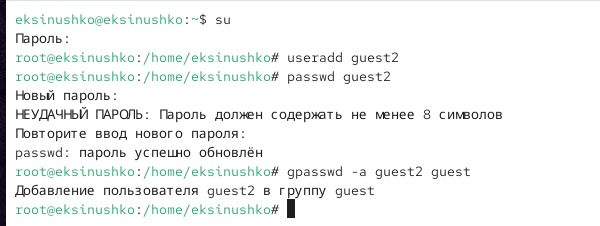 eksinushko@eksinushko:~$ su
Пароль:
root@eksinushko:/home/eksinushko# useradd guest2
root@eksinushko:/home/eksinushko# passwd guest2
Новый пароль:
НЕУДАЧНЫЙ ПАРОЛЬ: Пароль должен содержать не менее 8 символов
Повторите ввод нового пароля:
passwd: пароль успешно обновлён
root@eksinushko:/home/eksinushko# gpasswd -a guest2 guest
Добавление пользователя guest2 в группу guest
root@eksinushko:/home/eksinushko#